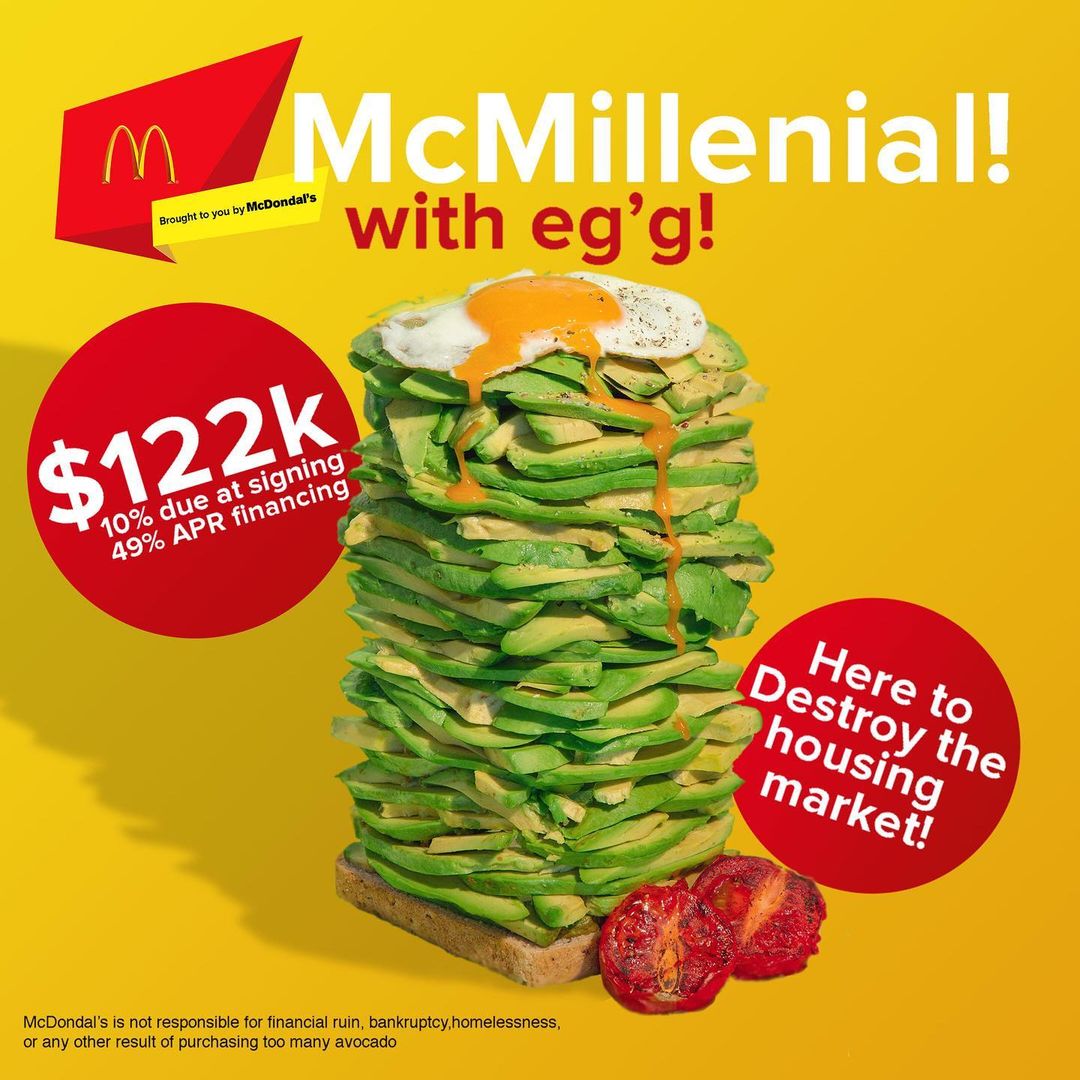 McMillenial!
with eg'g!
Brought to you by McDondal's
$122k
10% due at signing
49% APR financing
Here to
Destroy the
housing
market!
McDondal's is not responsible for financial ruin, bankruptcy,homelessness,
or any other result of purchasing too many avocado